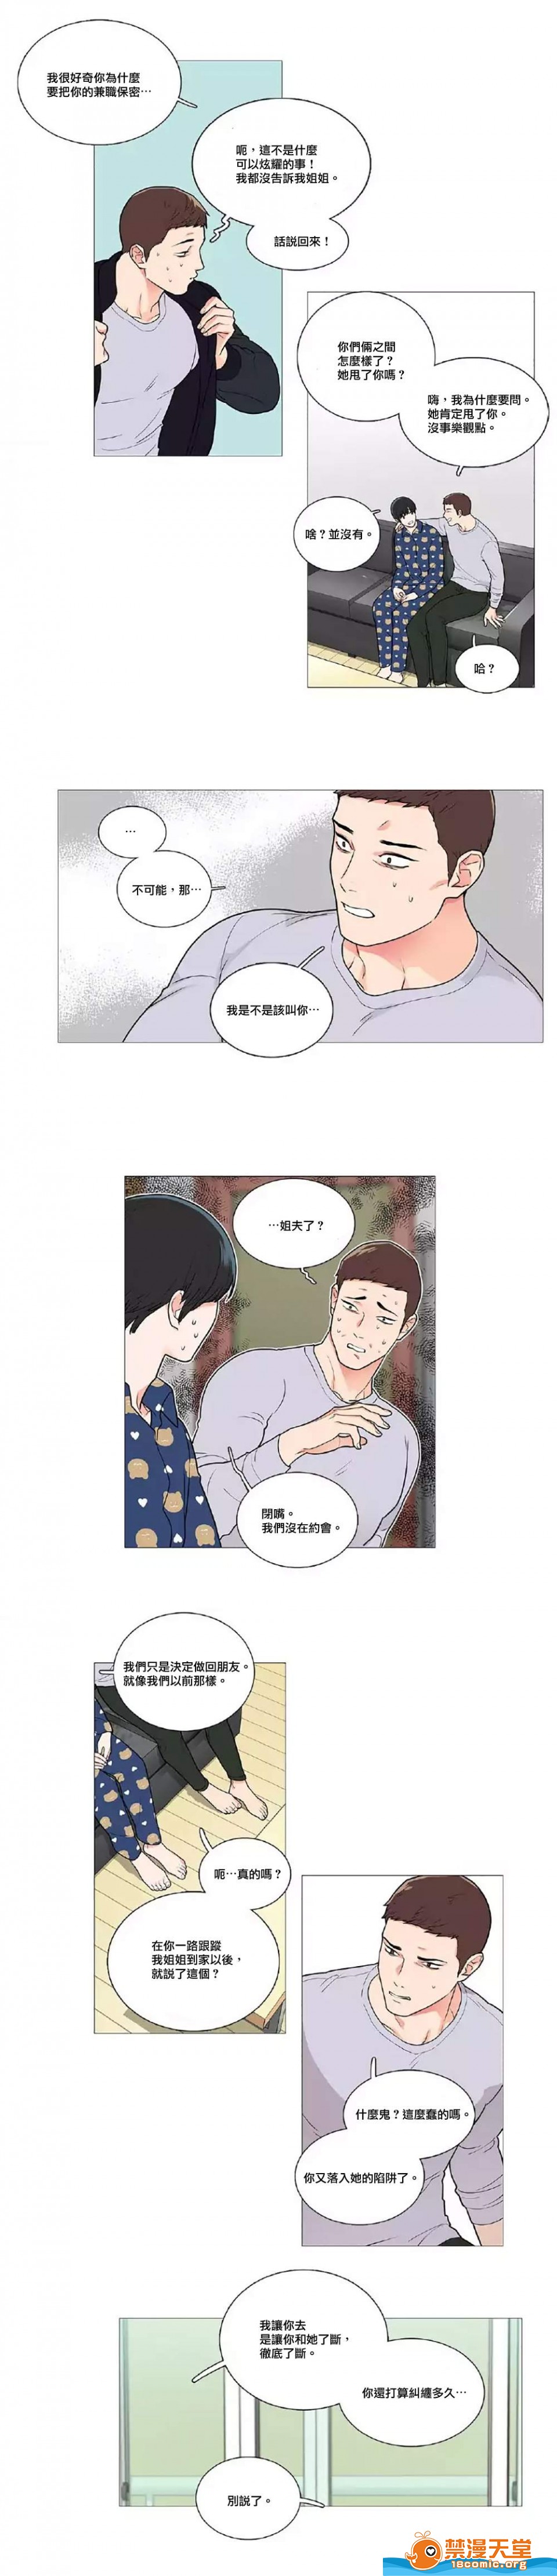 我很好奇你為什麼
要把你的兼職保密…
呃，這不是什麼
可以炫耀的事！
我都沒告訴我姐姐。
話説回來！
你們倆之間
怎麼樣了？
她甩了你嗎？
嗨，我為什麼要問。
她肯定甩了你。
沒事樂觀點。
啥？並沒有。
哈？
…
不可能，那…
我是不是該叫你…
…姐夫了？
閉嘴。
我們沒在約會。
我們只是決定做回朋友。
就像我們以前那樣。
呃…真的嗎？
在你一路跟蹤
我姐姐到家以後，
就説了這個？
什麼鬼？這麼蠢的嗎。
你又落入她的陷阱了。
我讓你去
是讓你和她了斷，
徹底了斷。
你還打算糾纏多久…
別説了。
禁漫天堂
18comic.org